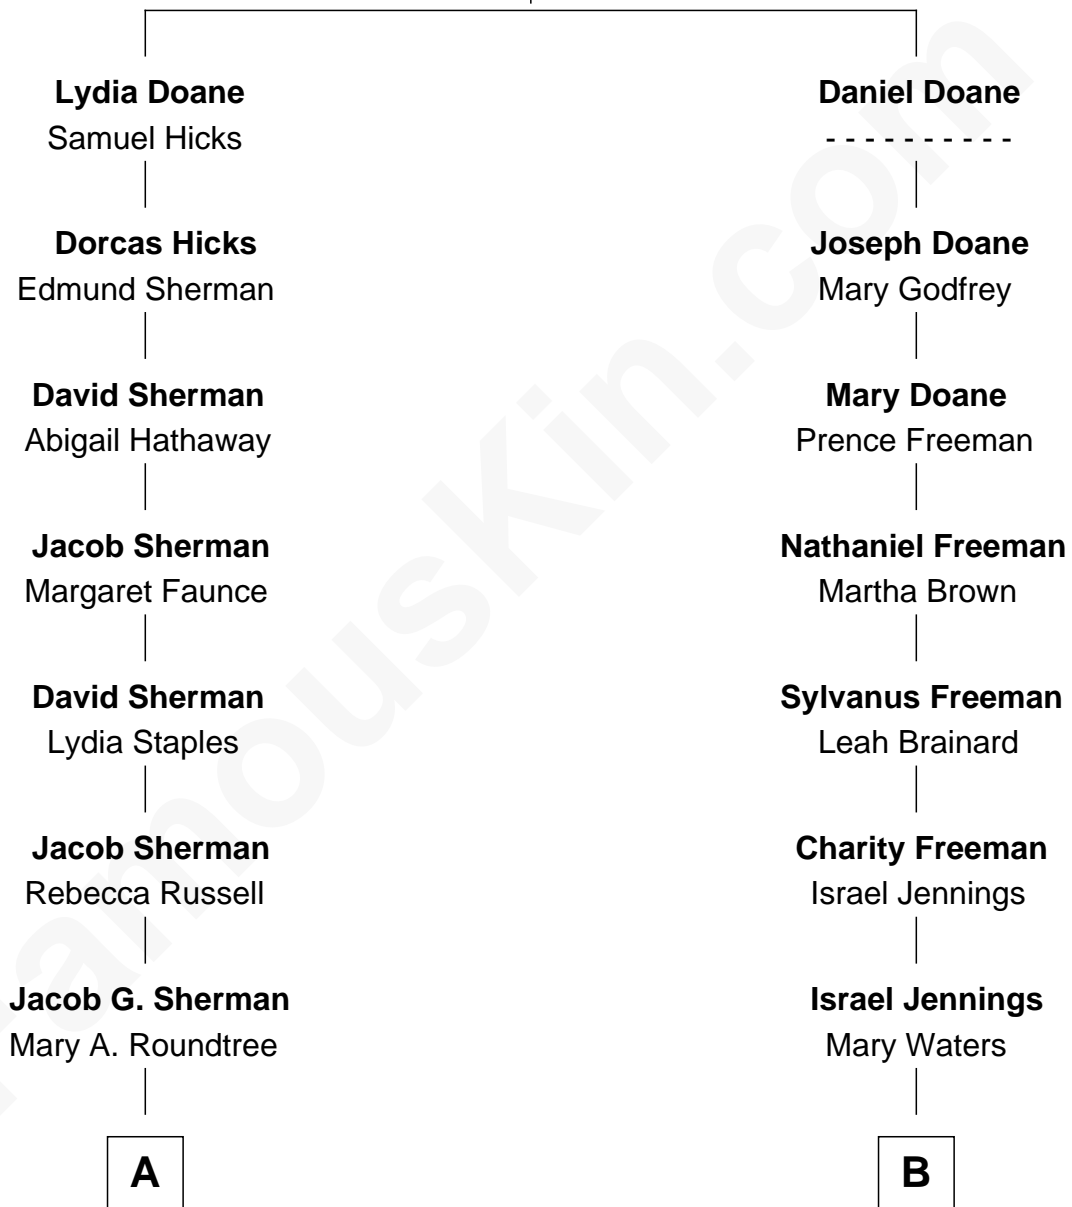 Lydia Doane
Samuel Hicks
Dorcas Hicks
Edmund Sherman
David Sherman
Abigail Hathaway
Jacob Sherman
Margaret Faunce
David Sherman
Lydia Staples
Jacob Sherman
Rebecca Russell
Jacob G. Sherman
Mary A. Roundtree
A
Daniel Doane
- - - - - - - - - -
Joseph Doane
Mary Godfrey
Mary Doane
Prence Freeman
Nathaniel Freeman
Martha Brown
Sylvanus Freeman
Leah Brainard
Charity Freeman
Israel Jennings
Israel Jennings
Mary Waters
B
FamousKin.com